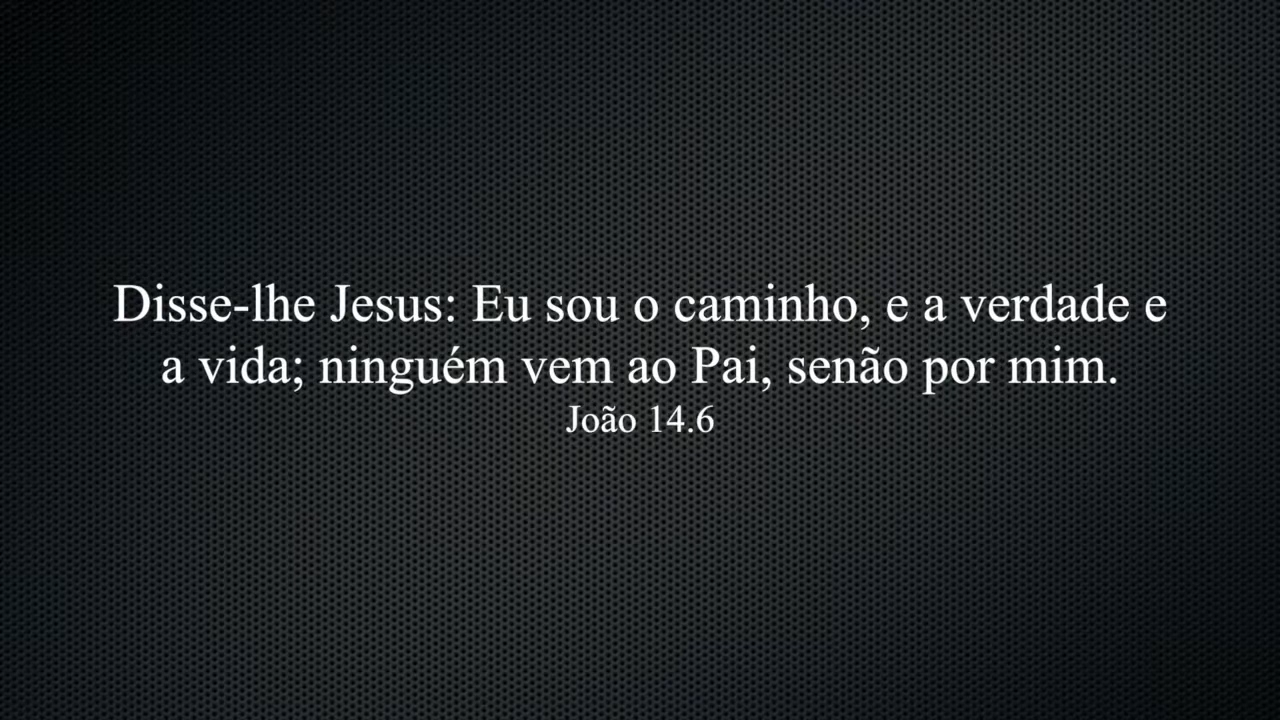 Disse-lhe Jesus: Eu sou o caminho, e a verdade e
a vida; ninguém vem ao Pai, senão por mim.
João 14.6